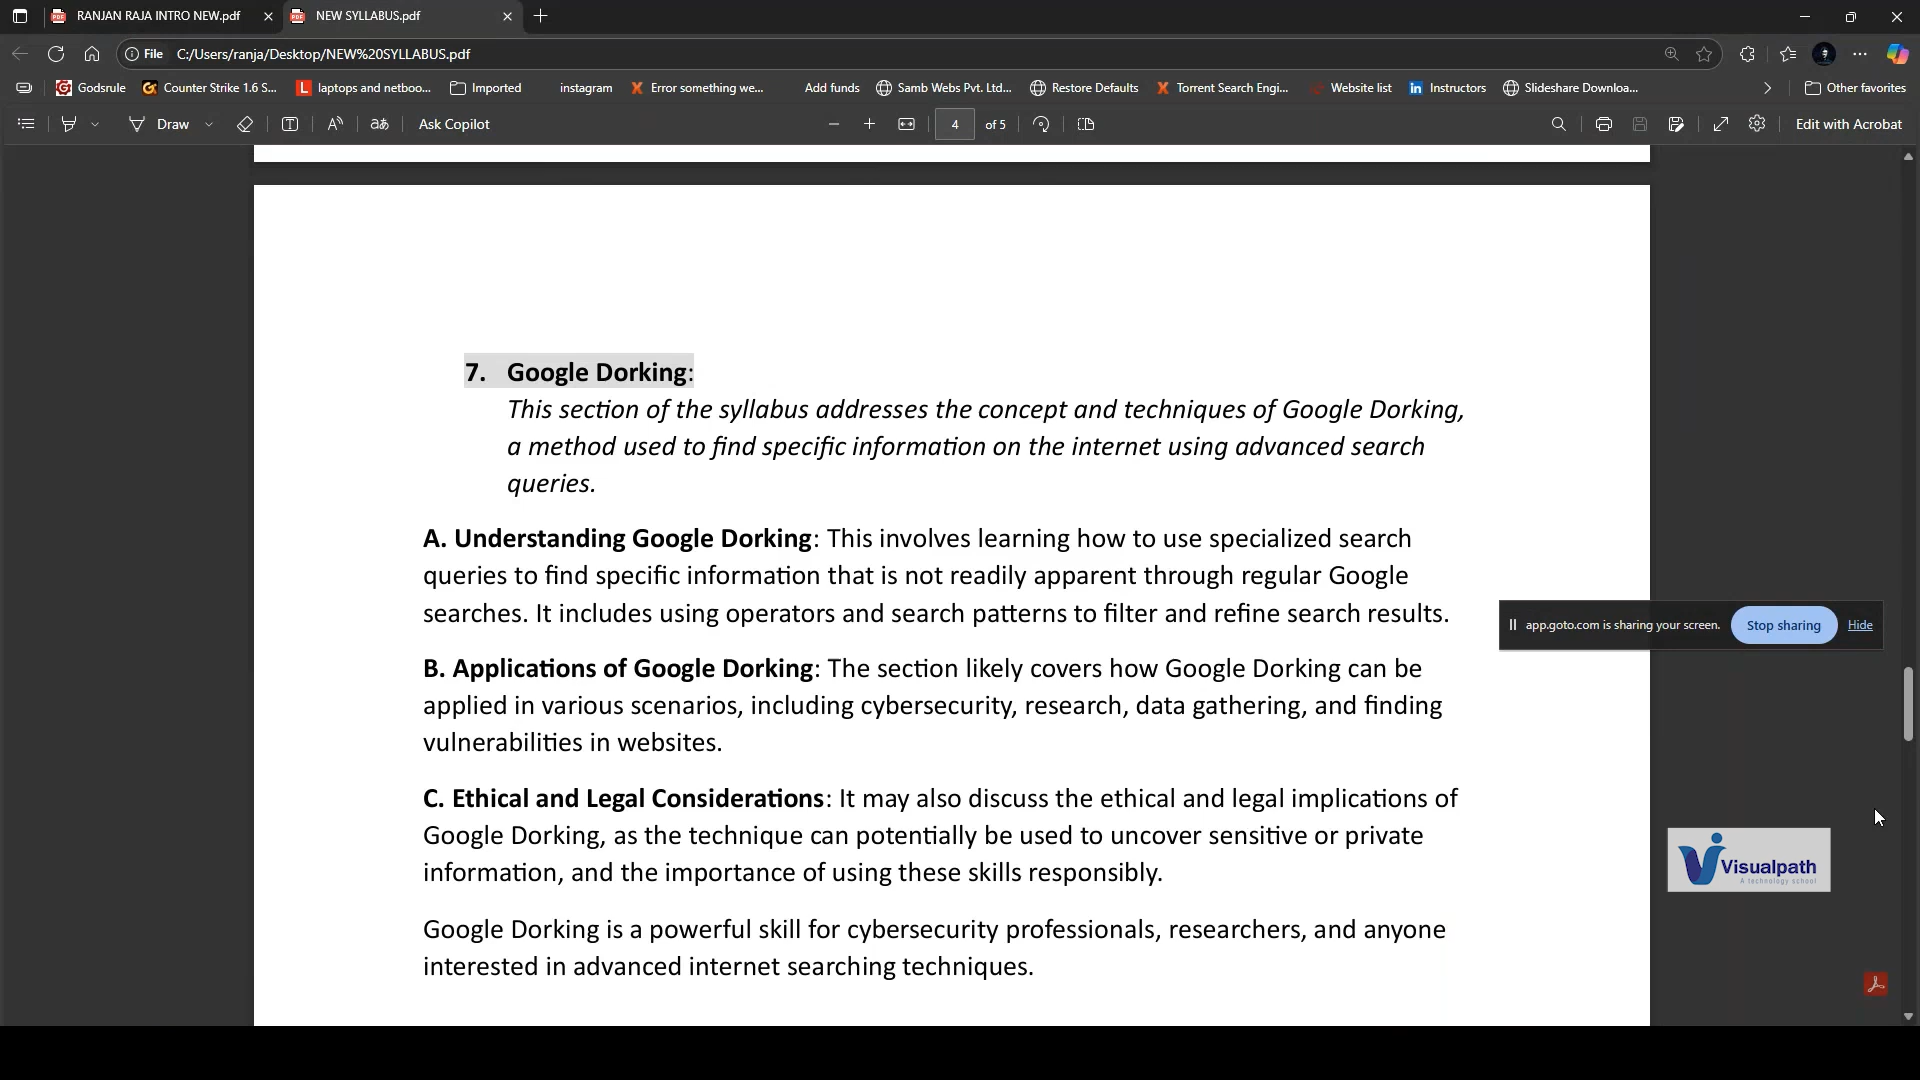 RANJAN RAJA INTRO NEW.pdf
NEW SYLLABUS.pdf
File C:/Users/ranja/Desktop/NEW%20SYLLABUS.pdf
Godsrule Counter Strike 1.6 S... laptops and netboo... Imported instagram Error something we... Add funds Samb Webs Pvt. Ltd... Restore Defaults Torrent Search Engi... Website list Instructors Slideshare Downloa... Other favorites
Draw Ask Copilot 4 of 5 Edit with Acrobat
7. Google Dorking:
This section of the syllabus addresses the concept and techniques of Google Dorking,
a method used to find specific information on the internet using advanced search
queries.
A. Understanding Google Dorking: This involves learning how to use specialized search
queries to find specific information that is not readily apparent through regular Google
searches. It includes using operators and search patterns to filter and refine search results.
app.goto.com is sharing your screen. Stop sharing Hide
B. Applications of Google Dorking: The section likely covers how Google Dorking can be
applied in various scenarios, including cybersecurity, research, data gathering, and finding
vulnerabilities in websites.
C. Ethical and Legal Considerations: It may also discuss the ethical and legal implications of
Google Dorking, as the technique can potentially be used to uncover sensitive or private
information, and the importance of using these skills responsibly.
Visualpath
A technology school
Google Dorking is a powerful skill for cybersecurity professionals, researchers, and anyone
interested in advanced internet searching techniques.